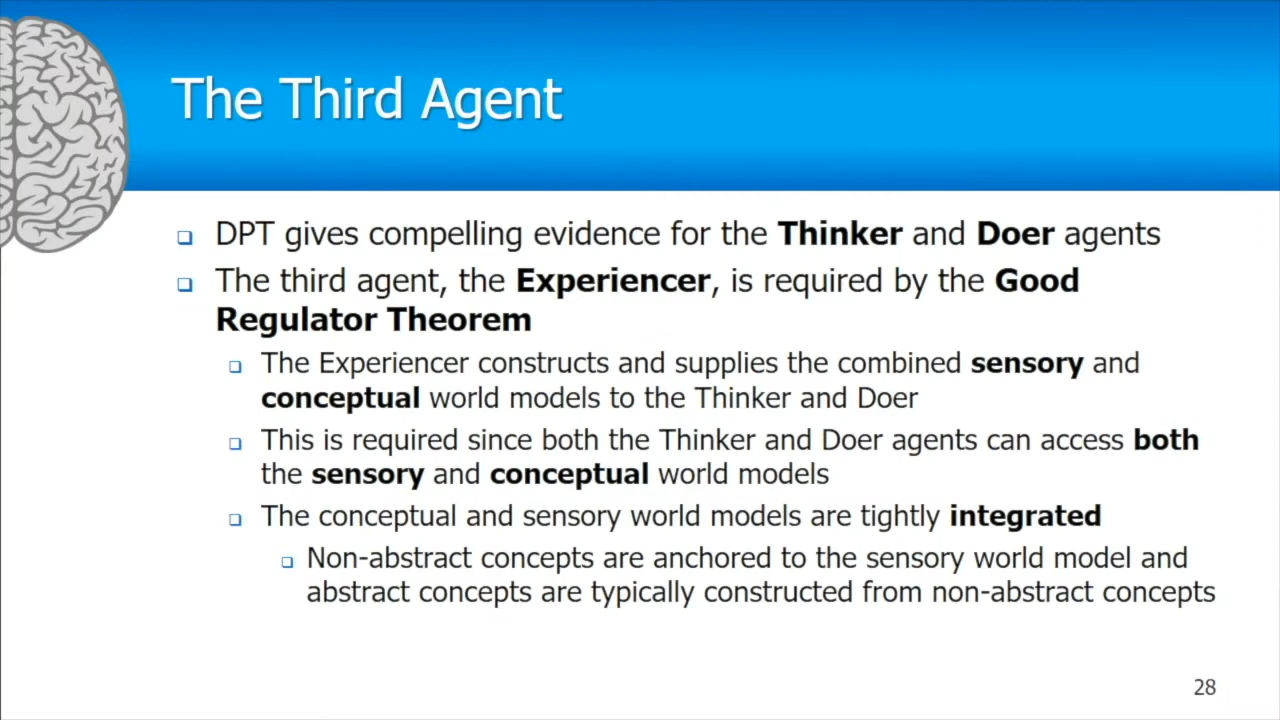 The Third Agent
DPT gives compelling evidence for the Thinker and Doer agents
The third agent, the Experiencer, is required by the Good
Regulator Theorem
The Experiencer constructs and supplies the combined sensory and
conceptual world models to the Thinker and Doer
This is required since both the Thinker and Doer agents can access both
the sensory and conceptual world models
The conceptual and sensory world models are tightly integrated
Non-abstract concepts are anchored to the sensory world model and
abstract concepts are typically constructed from non-abstract concepts
28